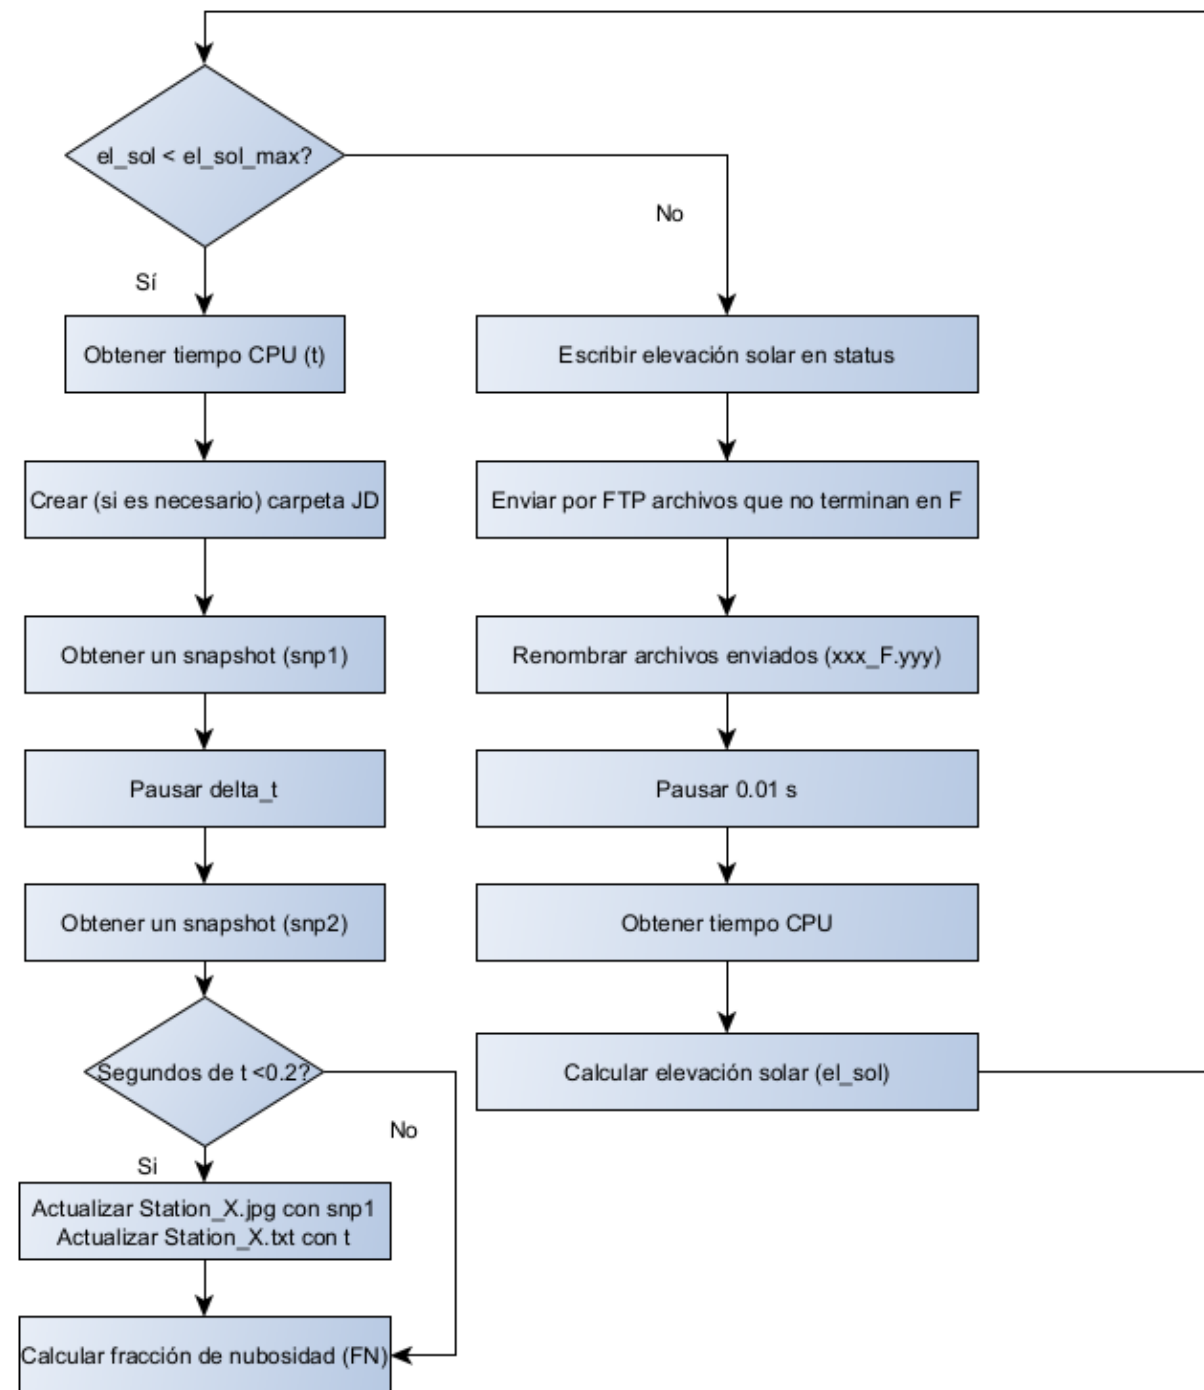 el_sol < el_sol_max?
No
Sí
Obtener tiempo CPU (t)
Escribir elevación solar en status
Crear (si es necesario) carpeta JD
Enviar por FTP archivos que no terminan en F
Obtener un snapshot (snp1)
Renombrar archivos enviados (xxx_F.yyy)
Pausar delta_t
Pausar 0.01 s
Obtener un snapshot (snp2)
Obtener tiempo CPU
Segundos de t <0.2?
Calcular elevación solar (el_sol)
No
Si
Actualizar Station_X.jpg con snp1
Actualizar Station_X.txt con t
Calcular fracción de nubosidad (FN)